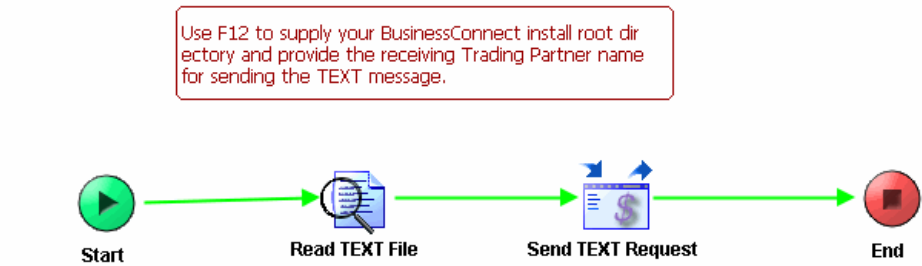 Use F12 to supply your BusinessConnect install root dir
ectory and provide the receiving Trading Partner name
for sending the TEXT message.
Start
Read TEXT File
Send TEXT Request
End